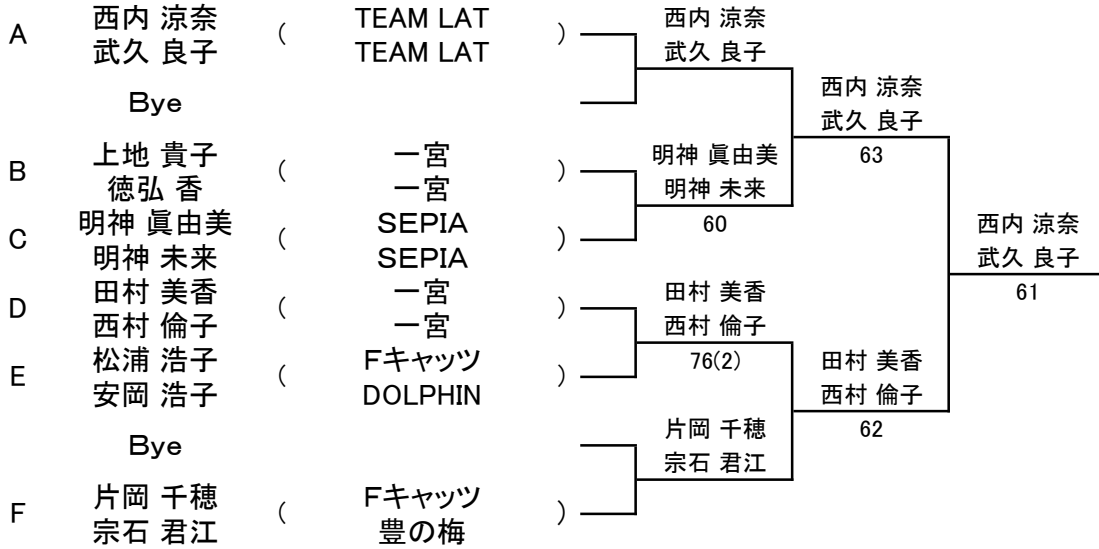 A 西内 涼奈 ( TEAM LAT )
武久 良子 TEAM LAT
Bye
B 上地 貴子 ( 一宮 )
徳弘 香 一宮
C 明神 眞由美 ( SEPIA )
明神 未来 SEPIA
D 田村 美香 ( 一宮 )
西村 倫子 一宮
E 松浦 浩子 ( Fキャッツ )
安岡 浩子 DOLPHIN
Bye
F 片岡 千穂 ( Fキャッツ )
宗石 君江 豊の梅
西内 涼奈
武久 良子
明神 眞由美
明神 未来
60
田村 美香
西村 倫子
76(2)
片岡 千穂
宗石 君江
西内 涼奈
武久 良子
63
田村 美香
西村 倫子
62
西内 涼奈
武久 良子
61